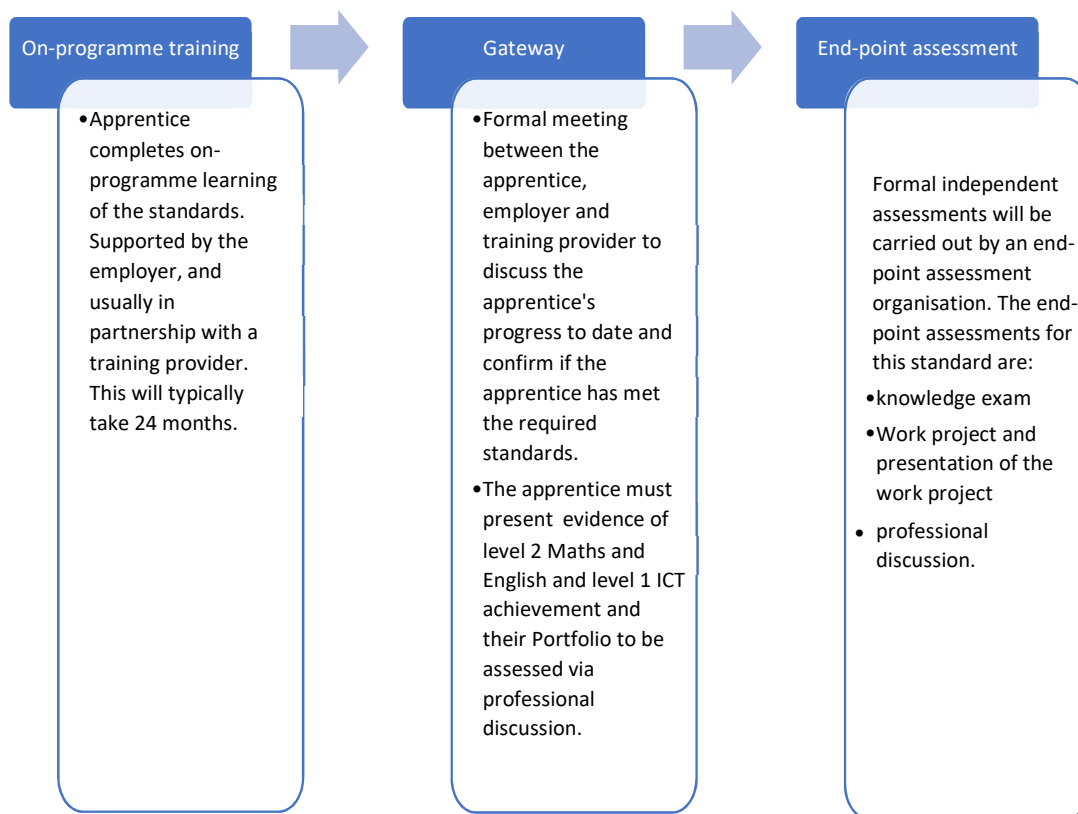 On-programme training
•Apprentice
completes on-
programme learning
of the standards.
Supported by the
employer, and
usually in
partnership with a
training provider.
This will typically
take 24 months.
Gateway
•Formal meeting
between the
apprentice,
employer and
training provider to
discuss the
apprentice's
progress to date and
confirm if the
apprentice has met
the required
standards.
•The apprentice must
present evidence of
level 2 Maths and
English and level 1 ICT
achievement and
their Portfolio to be
assessed via
professional
discussion.
End-point assessment
Formal independent
assessments will be
carried out by an end-
point assessment
organisation. The end-
point assessments for
this standard are:
•knowledge exam
•Work project and
presentation of the
work project
• professional
discussion.